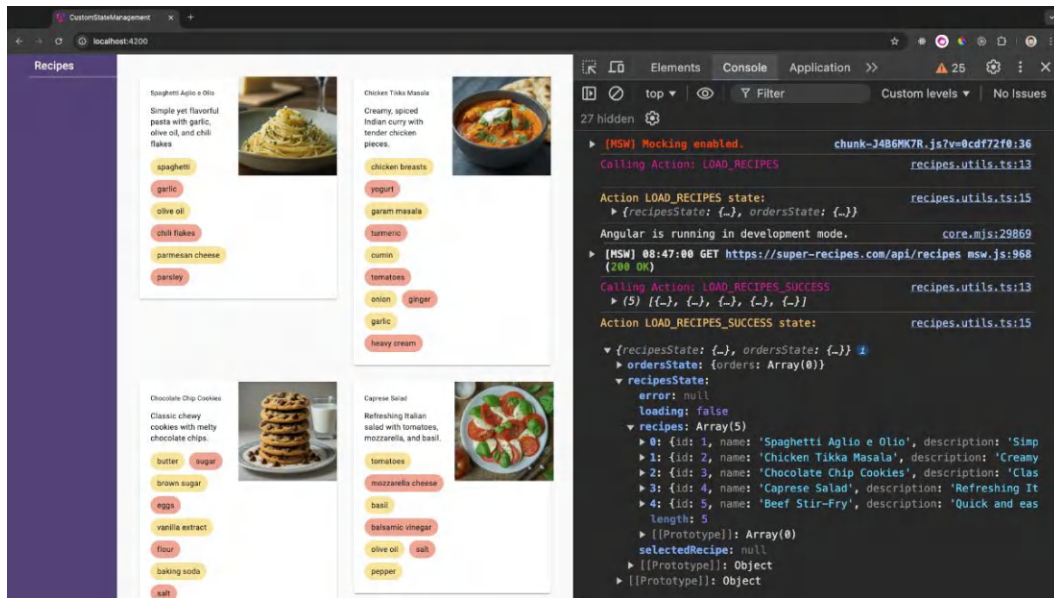 CustomStateManagement
localhost:4200
Recipes
Spaghetti Aglio e Olio
Simple yet flavorful
pasta with garlic,
olive oil, and chili
flakes
spaghetti
garlic
olive oil
chili flakes
parmesan cheese
parsley
Chicken Tikka Masala
Creamy, spiced
Indian curry with
tender chicken
pieces.
chicken breasts
yogurt
garam masala
turmeric
cumin
tomatoes
onion ginger
garlic
heavy cream
Chocolate Chip Cookies
Classic chewy
cookies with melty
chocolate chips.
butter sugar
brown sugar
eggs
vanilla extract
flour
baking soda
salt
Caprese Salad
Refreshing Italian
salad with tomatoes,
mozzarella, and basil.
tomatoes
mozzarella cheese
basil
balsamic vinegar
olive oil salt
pepper
Elements Console Application 25
top Filter Custom levels No Issues
27 hidden
[MSW] Mocking enabled. chunk-J4B6MK7R.js?v=0cdf72f0:36
Calling Action: LOAD_RECIPES recipes.utils.ts:13
Action LOAD_RECIPES state: recipes.utils.ts:15
{recipesState: {…}, ordersState: {…}}
Angular is running in development mode. core.mjs:29869
[MSW] 08:47:00 GET https://super-recipes.com/api/recipes msw.js:968
(200 OK)
Calling Action: LOAD_RECIPES_SUCCESS recipes.utils.ts:13
(5) [{…}, {…}, {…}, {…}, {…}]
Action LOAD_RECIPES_SUCCESS state: recipes.utils.ts:15
{recipesState: {…}, ordersState: {…}} i
ordersState: {orders: Array(0)}
recipesState:
error: null
loading: false
recipes: Array(5)
0: {id: 1, name: 'Spaghetti Aglio e Olio', description: 'Simp
1: {id: 2, name: 'Chicken Tikka Masala', description: 'Creamy
2: {id: 3, name: 'Chocolate Chip Cookies', description: 'Clas
3: {id: 4, name: 'Caprese Salad', description: 'Refreshing It
4: {id: 5, name: 'Beef Stir-Fry', description: 'Quick and eas
length: 5
[[Prototype]]: Array(0)
selectedRecipe: null
[[Prototype]]: Object
[[Prototype]]: Object